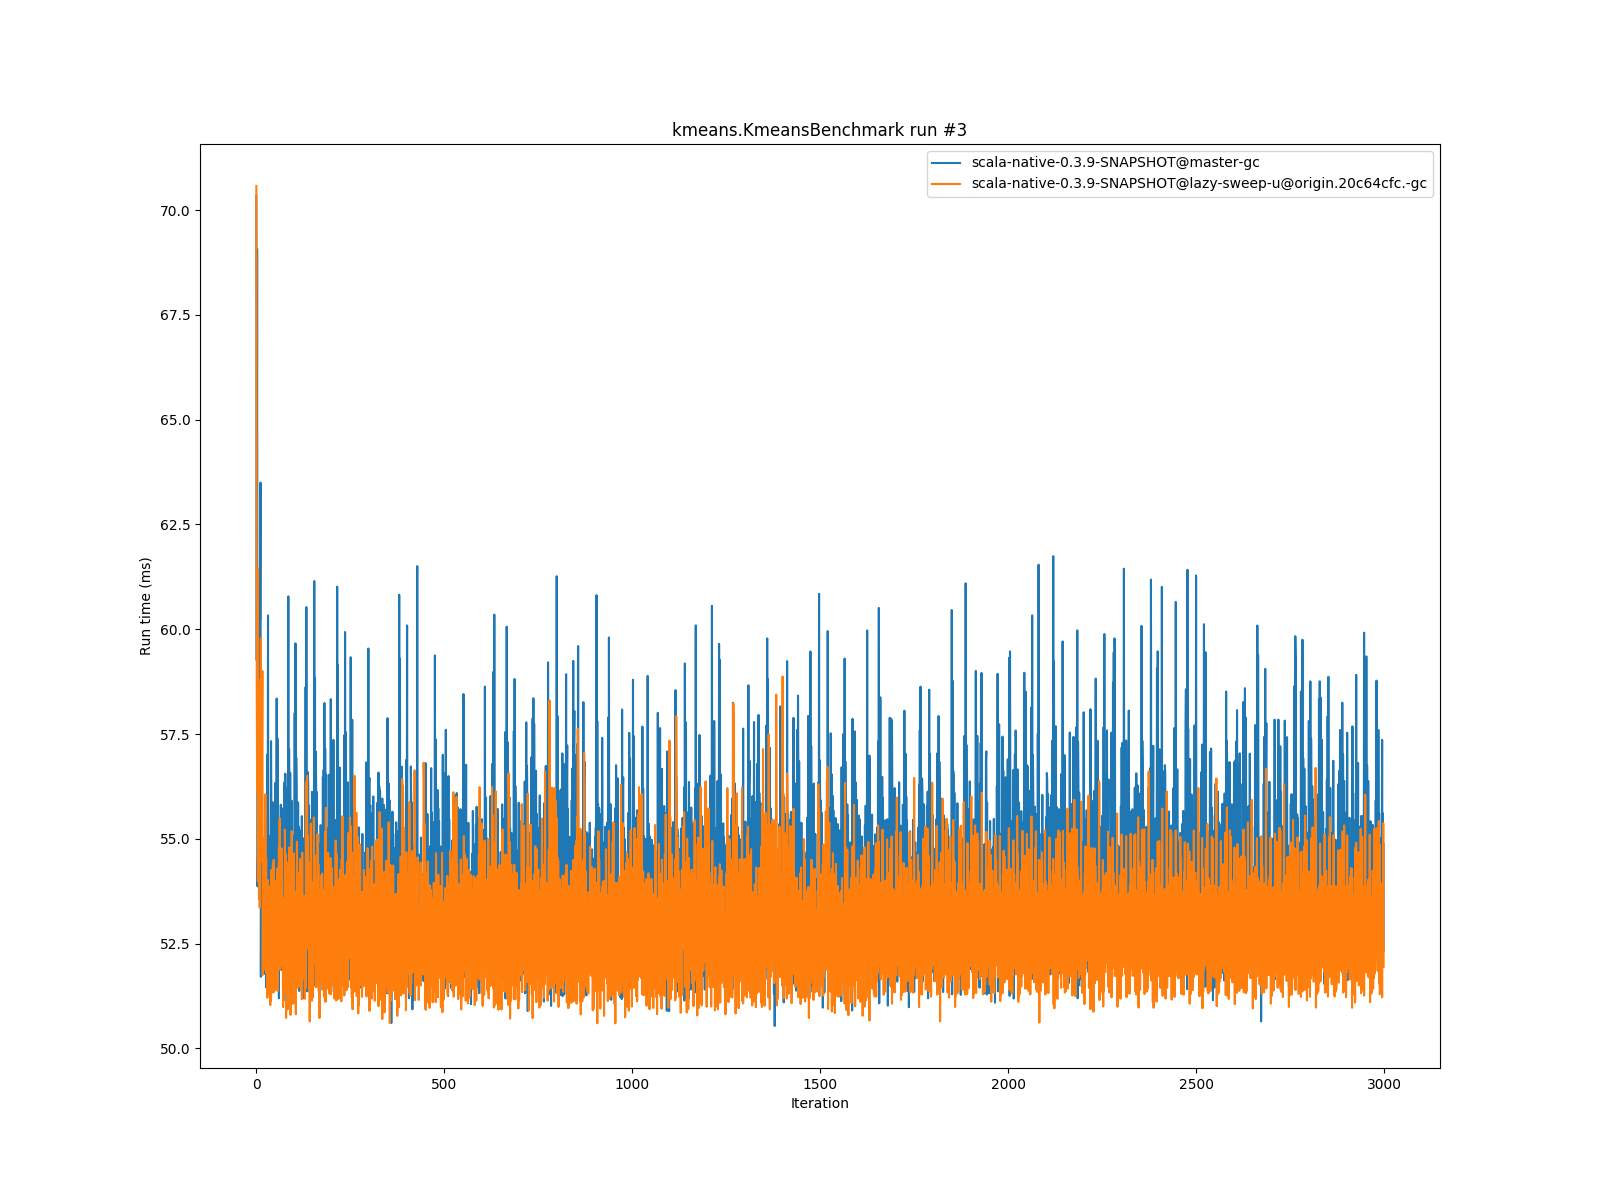 kmeans.KmeansBenchmark run #3
scala-native-0.3.9-SNAPSHOT@master-gc
scala-native-0.3.9-SNAPSHOT@lazy-sweep-u@origin.20c64cfc.-gc
70.0
67.5
65.0
62.5
60.0
57.5
55.0
52.5
50.0
Run time (ms)
0 500 1000 1500 2000 2500 3000
Iteration